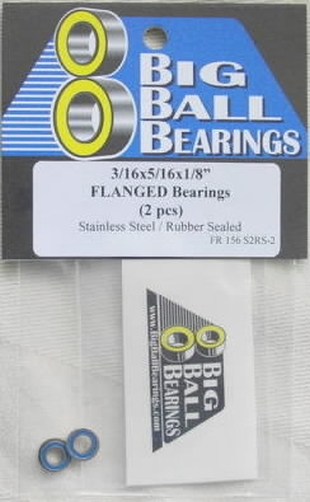 BIG
BALL
BEARINGS
3/16x5/16x1/8"
FLANGED Bearings
(2 pcs)
Stainless Steel / Rubber Sealed
FR 156 S2RS-2
BIG
BALL
BEARINGS
www.BigBallBearings.com